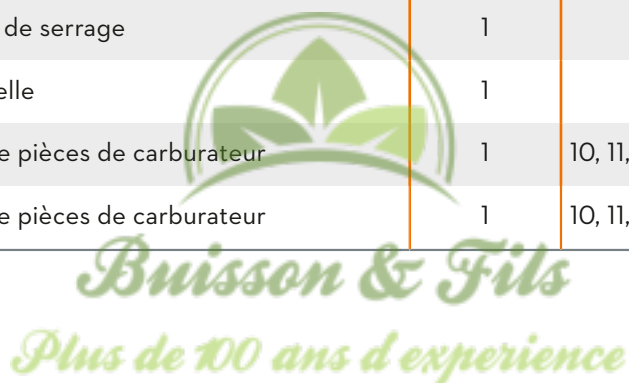 de serrage 1
elle 1
e pièces de carburateur 1 10, 11,
e pièces de carburateur 1 10, 11,
Buisson & Fils
Plus de 100 ans d'experience